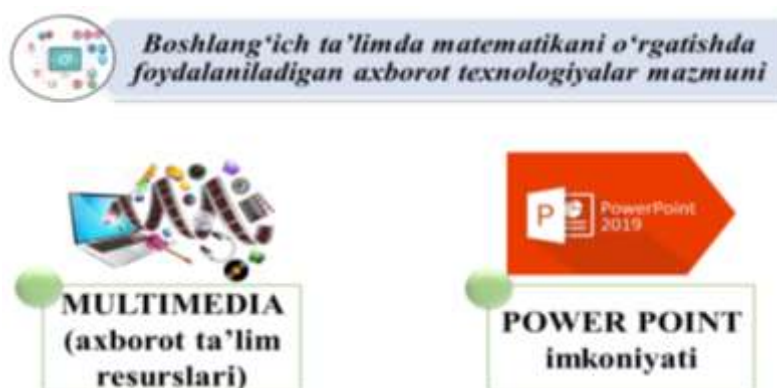 Boshlang‘ich ta’limda matematikani o‘rgatishda
foydalaniladigan axborot texnologiyalar mazmuni
P
PowerPoint
2019
MULTIMEDIA
(axborot ta’lim
resurslari)
POWER POINT
imkoniyati